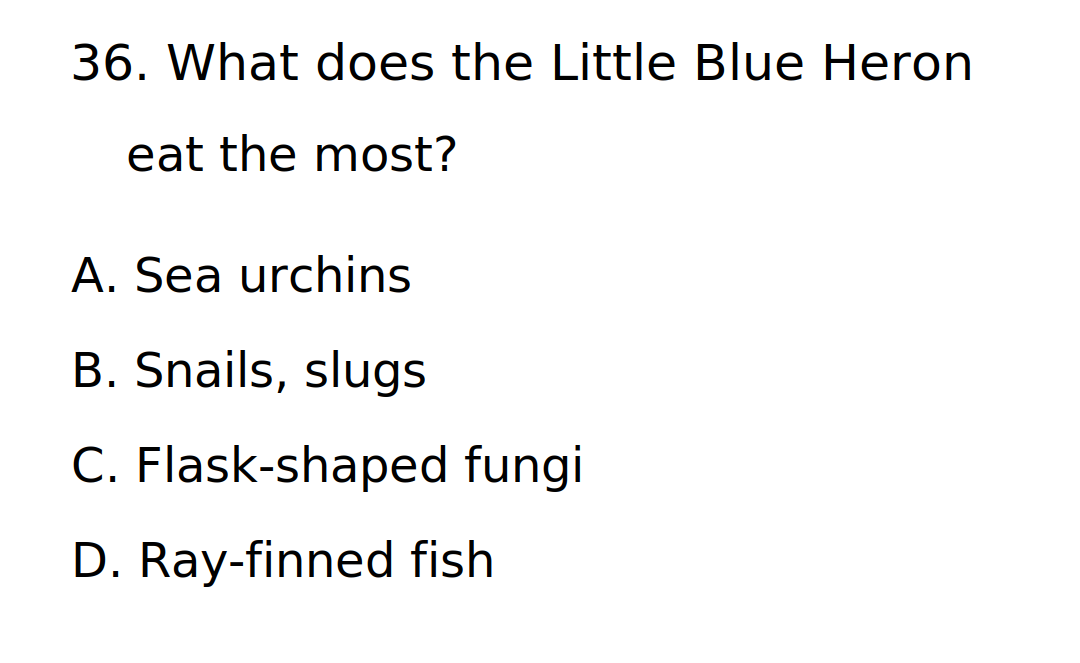 36. What does the Little Blue Heron
eat the most?
A. Sea urchins
B. Snails, slugs
C. Flask-shaped fungi
D. Ray-finned fish